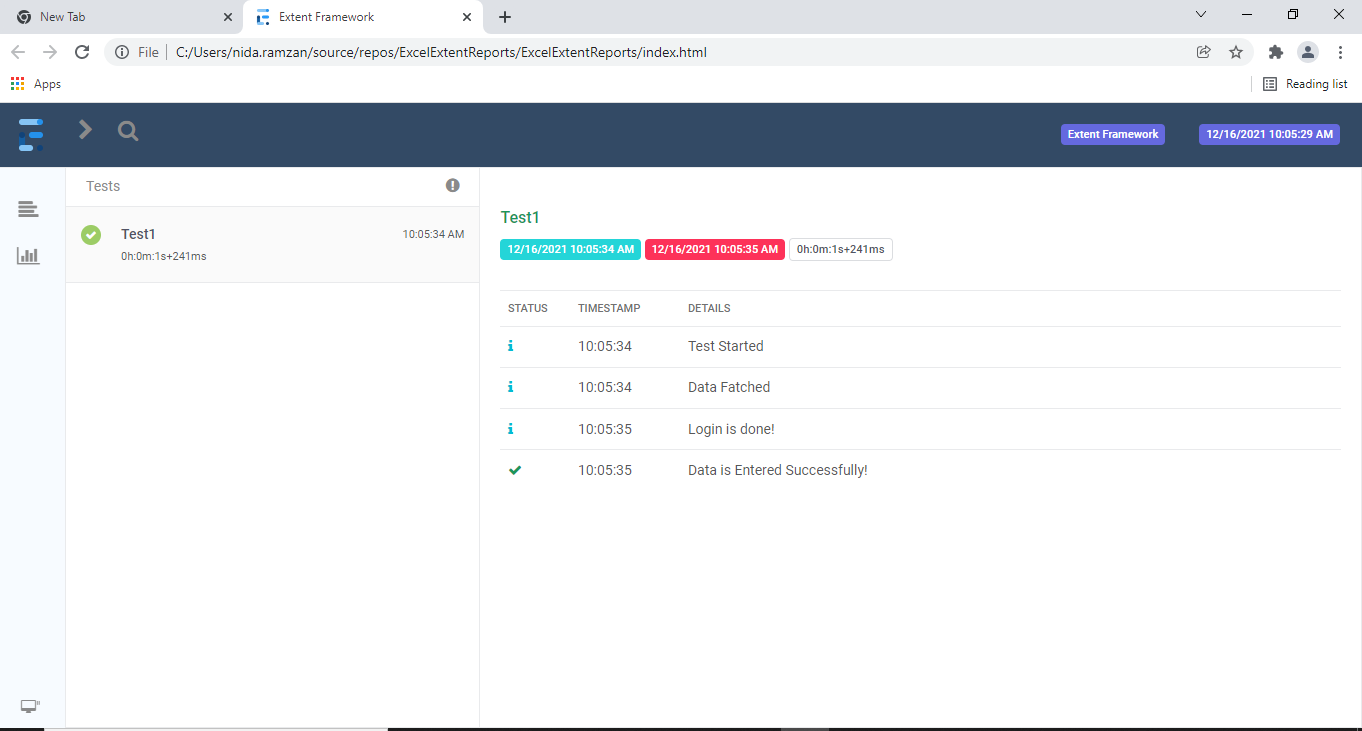 New Tab
Extent Framework
File
C:/Users/nida.ramzan/source/repos/ExcelExtentReports/ExcelExtentReports/index.html
Apps
Reading list
Extent Framework
12/16/2021 10:05:29 AM
Tests
Test1
10:05:34 AM
0h:0m:1s+241ms
Test1
12/16/2021 10:05:34 AM 12/16/2021 10:05:35 AM 0h:0m:1s+241ms
STATUS TIMESTAMP DETAILS
10:05:34 Test Started
10:05:34 Data Fatched
10:05:35 Login is done!
10:05:35 Data is Entered Successfully!